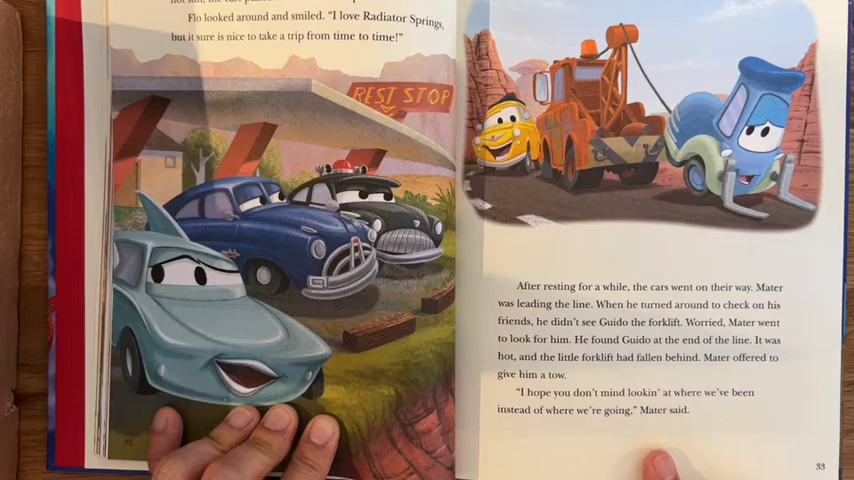 Flo looked around and smiled. “I love Radiator Springs,
but it sure is nice to take a trip from time to time!”
REST STOP
32
After resting for a while, the cars went on their way. Mater
was leading the line. When he turned around to check on his
friends, he didn’t see Guido the forklift. Worried, Mater went
to look for him. He found Guido at the end of the line. It was
hot, and the little forklift had fallen behind. Mater offered to
give him a tow.
“I hope you don’t mind lookin’ at where we’ve been
instead of where we’re going,” Mater said.
33